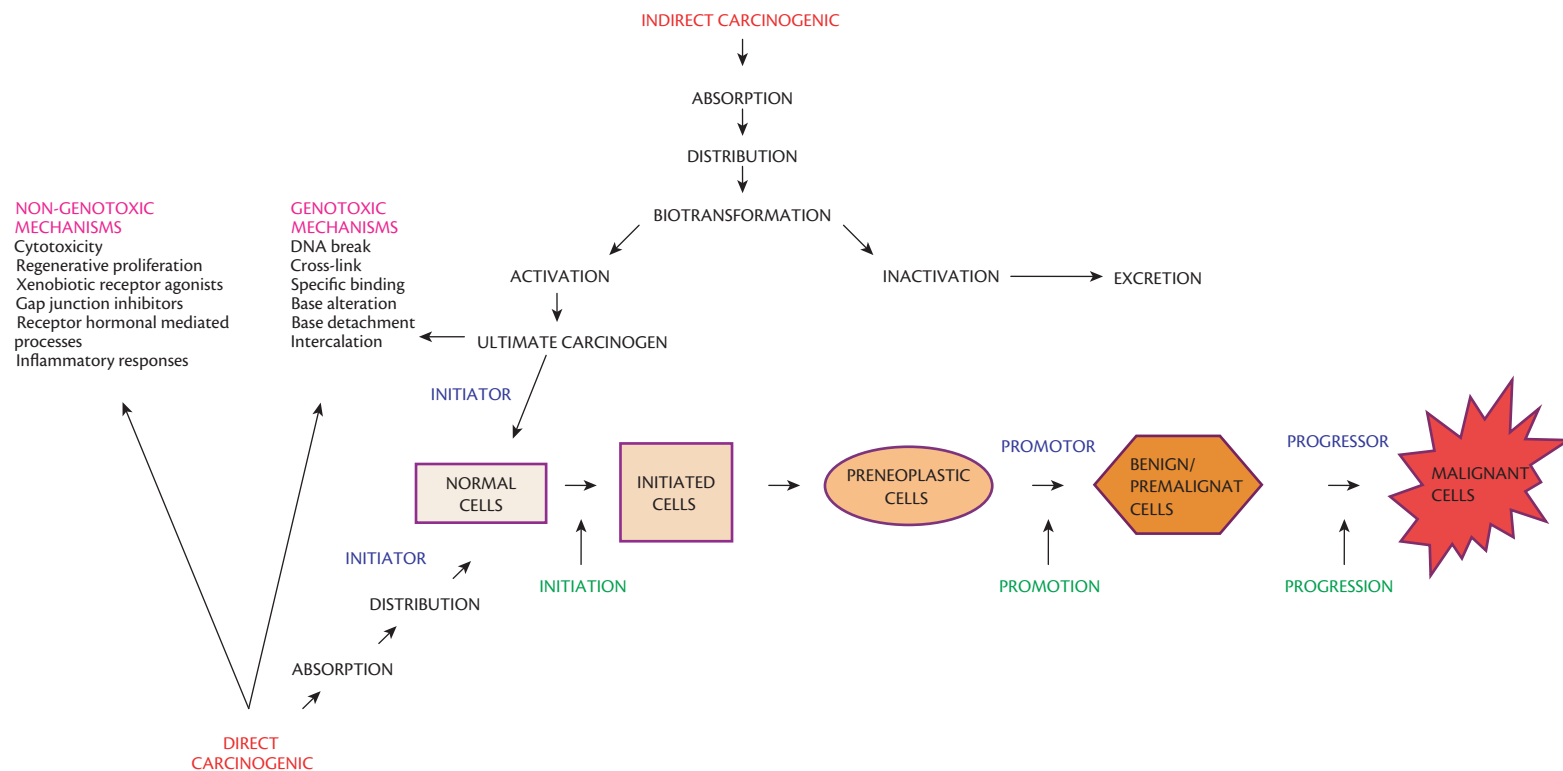 INDIRECT CARCINOGENIC
ABSORPTION
DISTRIBUTION
BIOTRANSFORMATION
ACTIVATION
INACTIVATION
EXCRETION
ULTIMATE CARCINOGEN
NON-GENOTOXIC
MECHANISMS
Cytotoxicity
Regenerative proliferation
Xenobiotic receptor agonists
Gap junction inhibitors
Receptor hormonal mediated
processes
Inflammatory responses
GENOTOXIC
MECHANISMS
DNA break
Cross-link
Specific binding
Base alteration
Base detachment
Intercalation
INITIATOR
NORMAL
CELLS
INITIATED
CELLS
PRENEOPLASTIC
CELLS
PROMOTOR
BENIGN/
PREMALIGNAT
CELLS
PROGRESSOR
MALIGNANT
CELLS
INITIATOR
INITIATION
PROMOTION
PROGRESSION
DISTRIBUTION
ABSORPTION
DIRECT
CARCINOGENIC